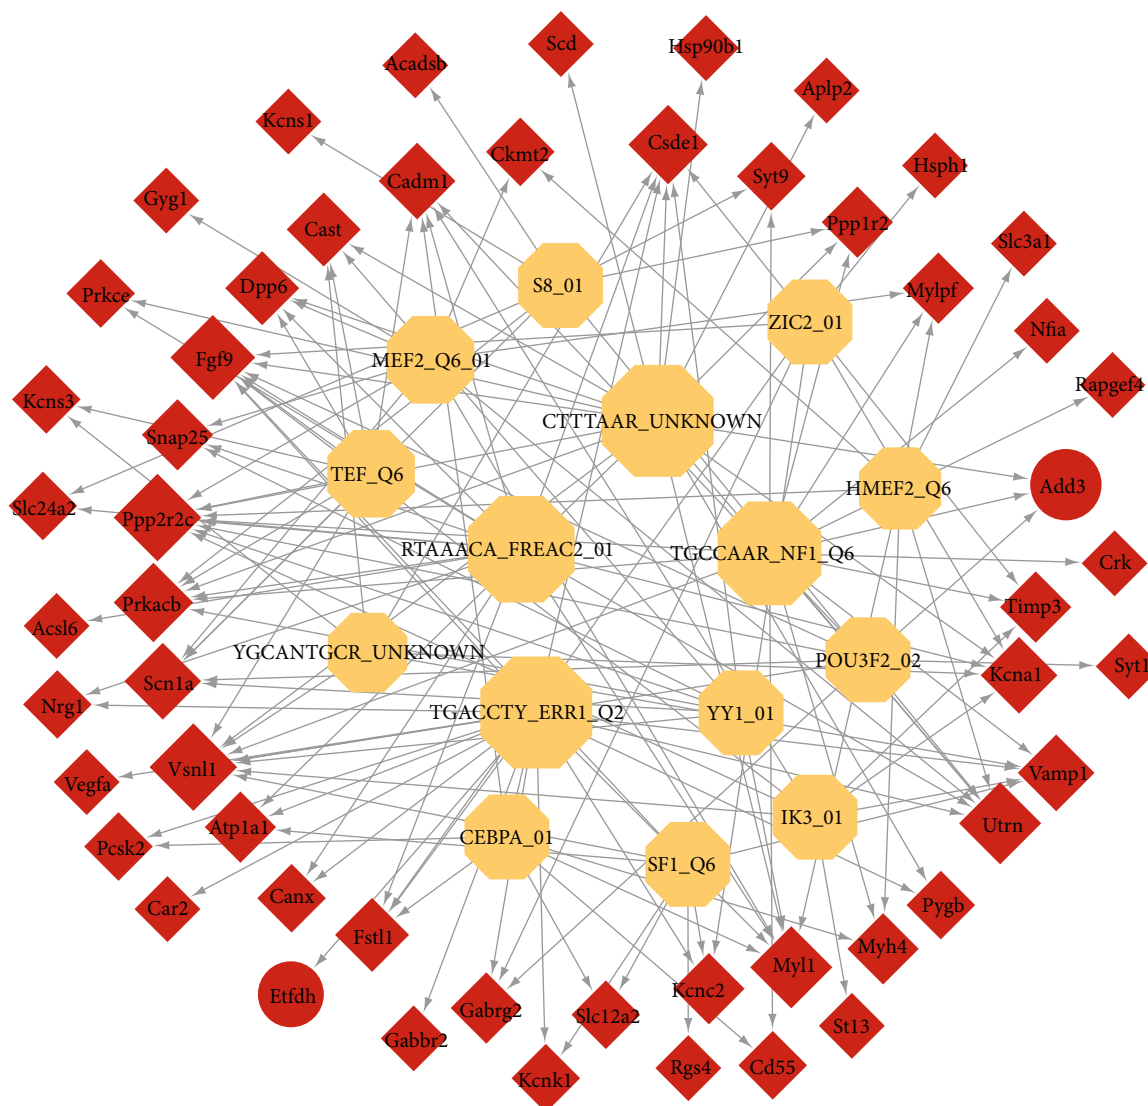 Scd
Hsp90b1
Acadsb
Aplp2
Kcns1
Ckmt2
Csde1
Hsph1
Cadm1
Syt9
Gyg1
Cast
Ppp1r2
Slc3a1
Dpp6
S8_01
Mylpf
Prkce
ZIC2_01
Nfia
Fgf9
MEF2_Q6_01
Rapgef4
Kcns3
CTTTAAR_UNKNOWN
Snap25
TEF_Q6
HMEF2_Q6
Add3
Slc24a2
Ppp2r2c
RTAAACA_FREAC2_01
TGCCAAR_NF1_Q6
Crk
Prkacb
Timp3
Acsl6
YGCANTGCR_UNKNOWN
POU3F2_02
Syt1
Scn1a
Kcna1
Nrg1
TGACCTY_ERR1_Q2
YY1_01
Vsnl1
Vamp1
Vegfa
IK3_01
Utrn
Atp1a1
CEBPA_01
Pcsk2
SF1_Q6
Canx
Pygb
Car2
Fstl1
Myh4
Myl1
Etfdh
Kcnc2
Gabrg2
Slc12a2
St13
Gabbr2
Rgs4
Cd55
Kcnk1